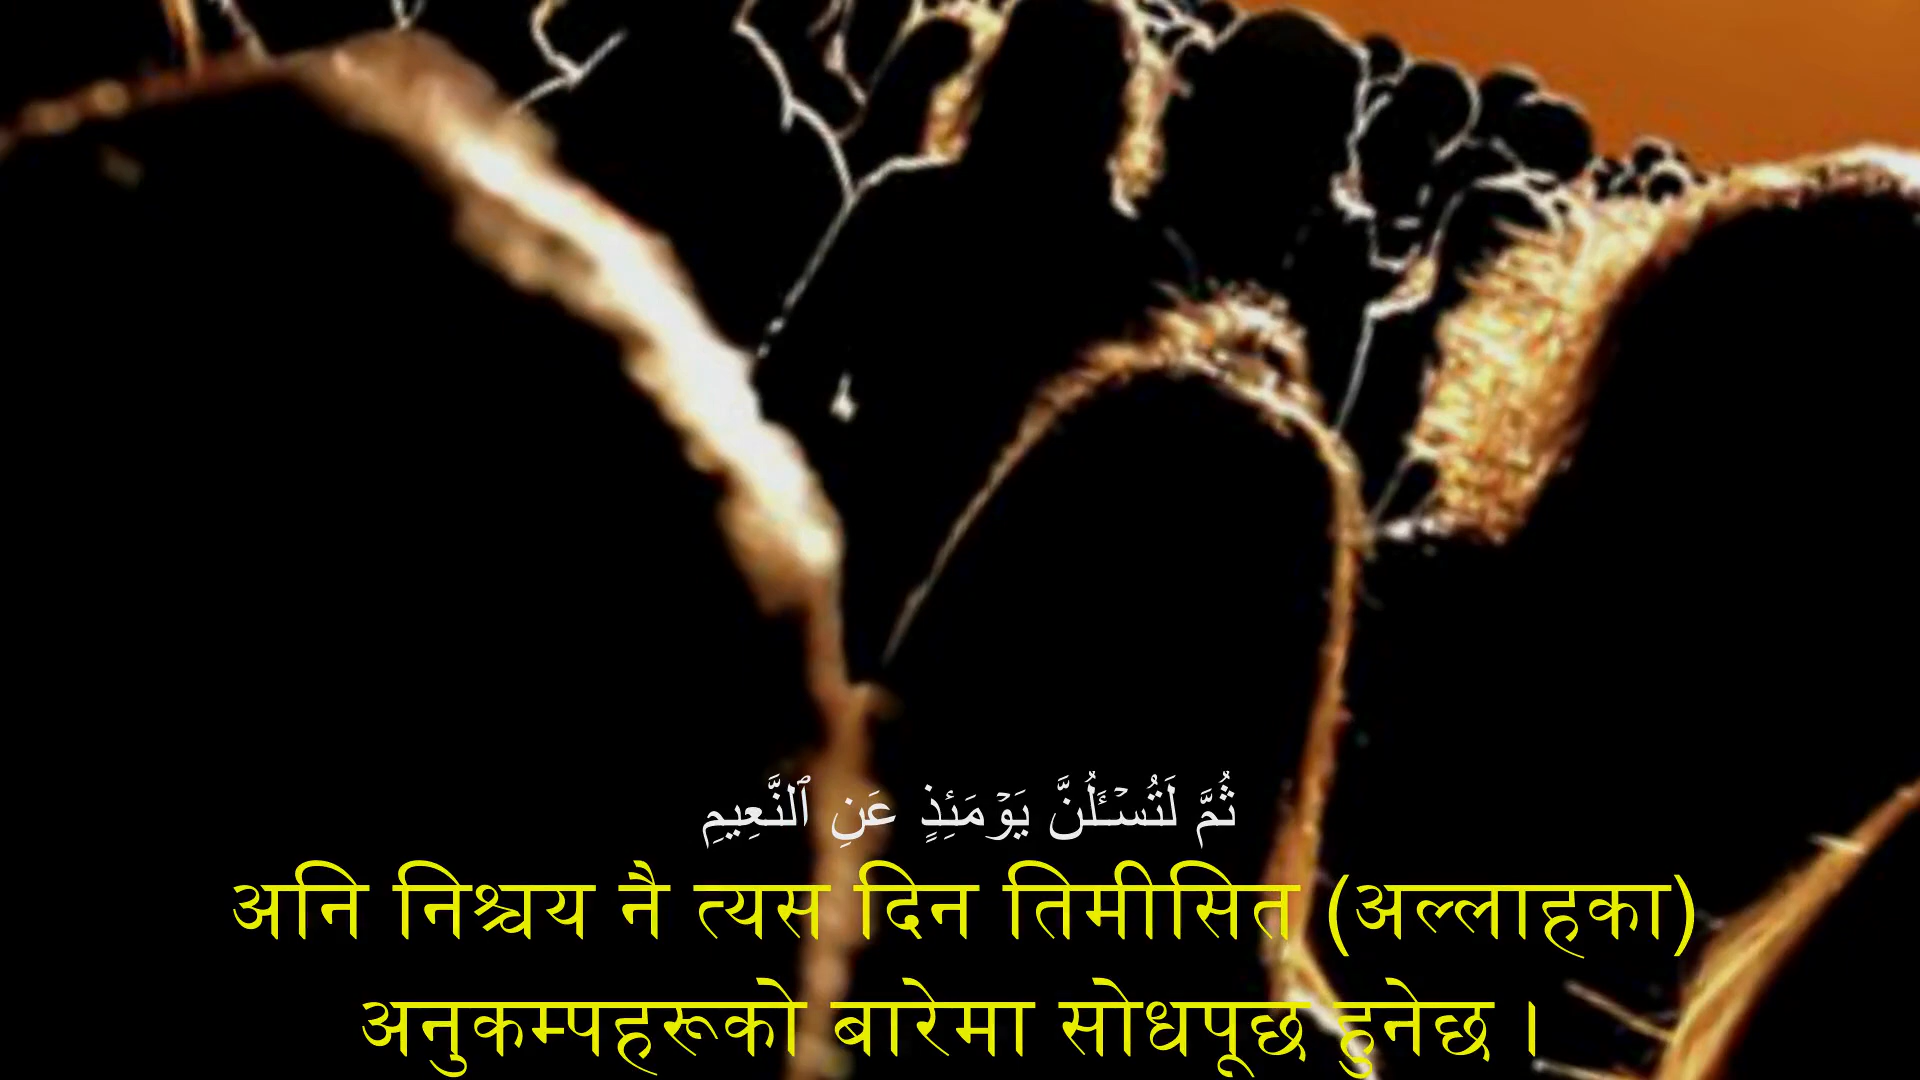 ثُمَّ لَتُسۡـَٔلُنَّ يَوۡمَئِذٍ عَنِ ٱلنَّعِيمِ
अनि निश्चय नै त्यस दिन तिमीसित (अल्लाहका)
अनुकम्पहरूको बारेमा सोधपूछ हुनेछ ।